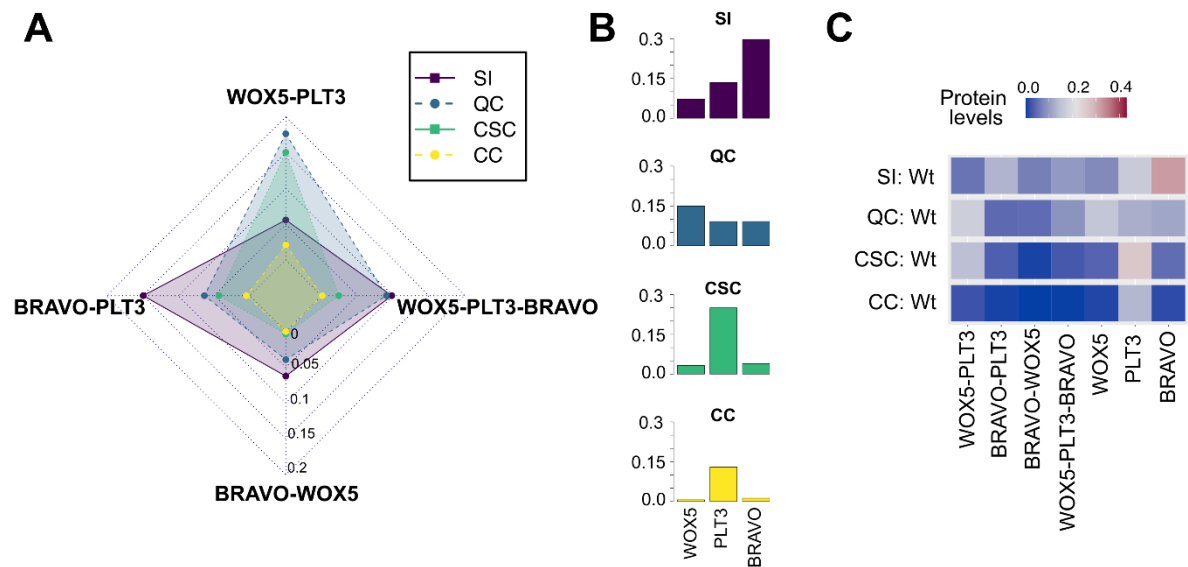 A
SI
QC
CSC
CC
WOX5-PLT3
BRAVO-PLT3
WOX5-PLT3-BRAVO
0
0.05
0.1
0.15
0.2
BRAVO-WOX5
B
SI
0.3
0.15
0.0
QC
0.3
0.15
0.0
CSC
0.3
0.15
0.0
CC
0.3
0.15
0.0
WOX5
PLT3
BRAVO
C
Protein
levels
0.0
0.2
0.4
SI: Wt
QC: Wt
CSC: Wt
CC: Wt
WOX5-PLT3
BRAVO-PLT3
BRAVO-WOX5
WOX5-PLT3-BRAVO
WOX5
PLT3
BRAVO